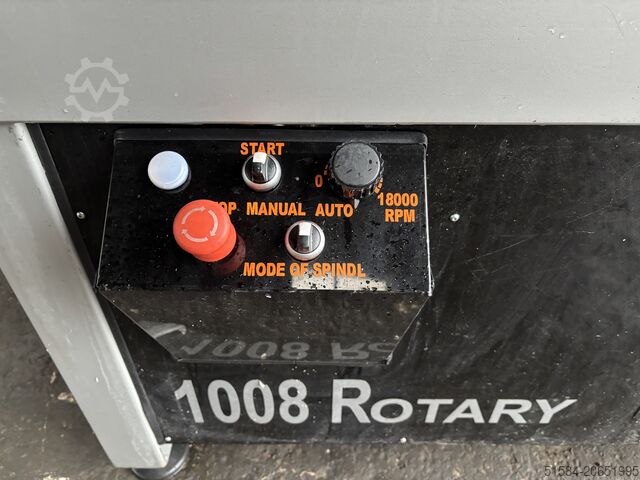 START
0
18000
RPM
OP MANUAL AUTO
MODE OF SPINDL
1008 ROTARY
51584-20651995